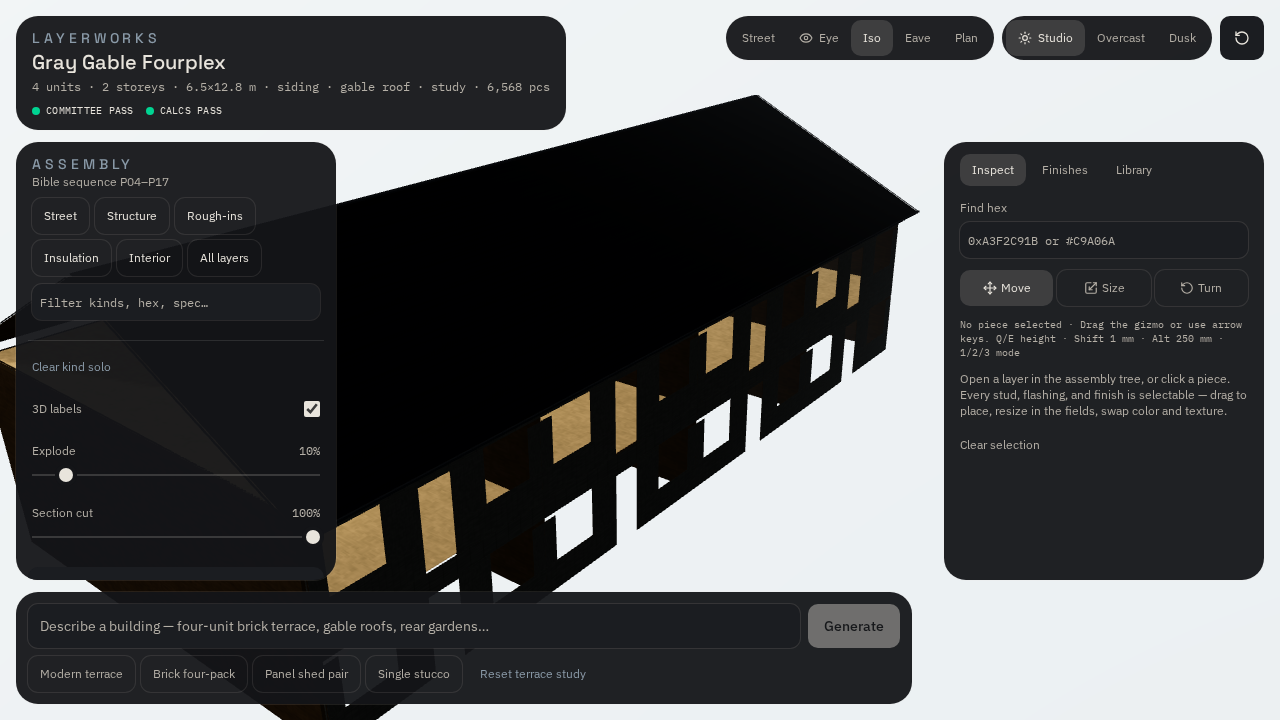 LAYERWORKS
Gray Gable Fourplex
4 units · 2 storeys · 6.5×12.8 m · siding · gable roof · study · 6,568 pcs
COMMITTEE PASS CALCS PASS
Street Eye Iso Eave Plan
Studio Overcast Dusk
ASSEMBLY
Bible sequence P04–P17
Street Structure Rough-ins
Insulation Interior All layers
Filter kinds, hex, spec…
Clear kind solo
3D labels
Explode 10%
Section cut 100%
Inspect Finishes Library
Find hex
0xA3F2C91B or #C9A06A
Move Size Turn
No piece selected · Drag the gizmo or use arrow
keys. Q/E height · Shift 1 mm · Alt 250 mm ·
1/2/3 mode
Open a layer in the assembly tree, or click a piece.
Every stud, flashing, and finish is selectable — drag to
place, resize in the fields, swap color and texture.
Clear selection
Describe a building — four-unit brick terrace, gable roofs, rear gardens…
Generate
Modern terrace Brick four-pack Panel shed pair Single stucco Reset terrace study